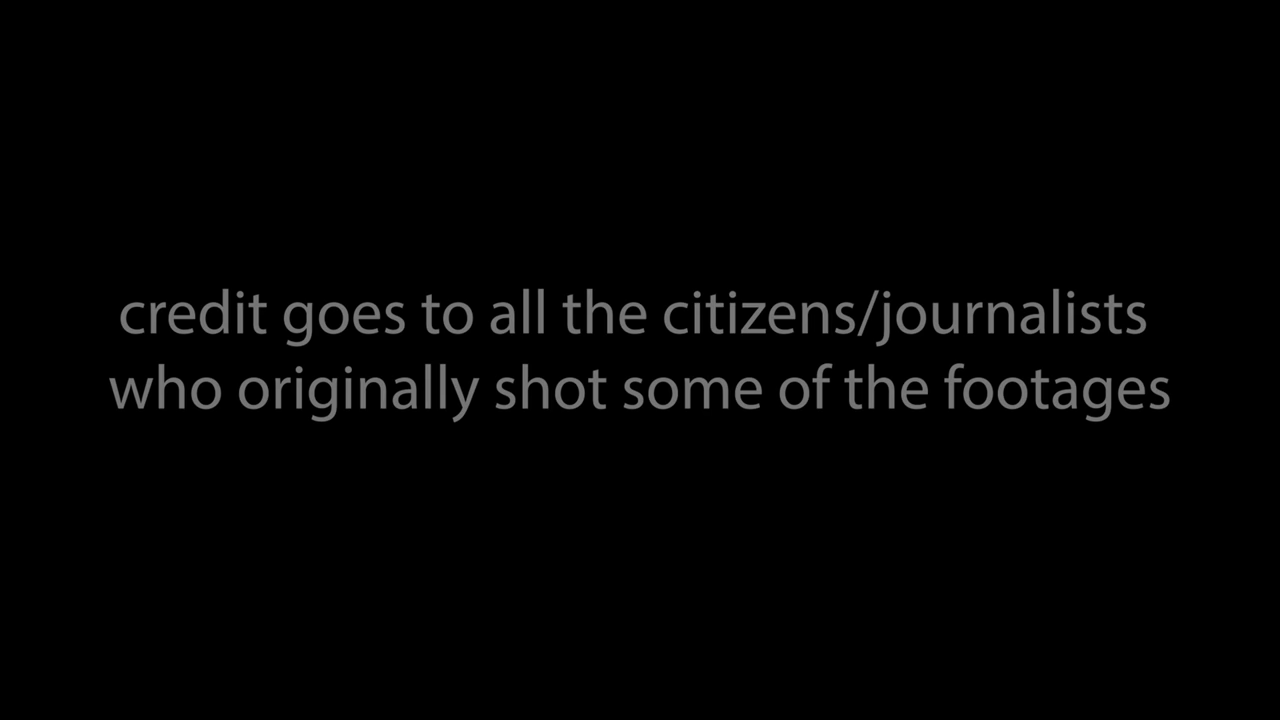 credit goes to all the citizens/journalists
who originally shot some of the footages